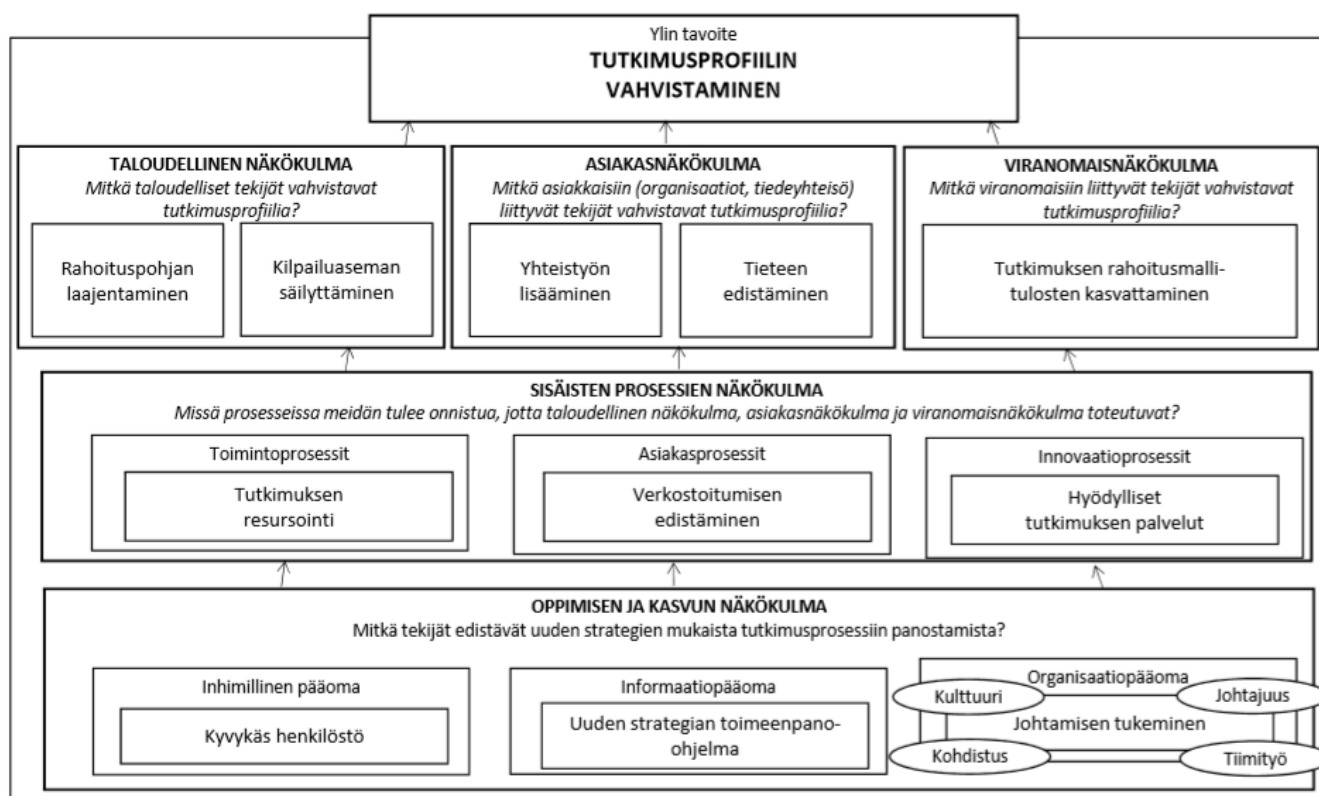 Ylin tavoite
TUTKIMUSPROFIILIN
VAHVISTAMINEN
TALOUDELLINEN NÄKÖKULMA
Mitkä taloudelliset tekijät vahvistavat
tutkimusprofiilia?
Rahoituspohjan
laajentaminen
Kilpailuaseman
säilyttäminen
ASIAKASNÄKÖKULMA
Mitkä asiakkaisiin (organisaatiot, tiedeyhteisö)
liittyvät tekijät vahvistavat tutkimusprofiilia?
Yhteistyön
lisääminen
Tieteen
edistäminen
VIRANOMAISNÄKÖKULMA
Mitkä viranomaisiin liittyvät tekijät vahvistavat
tutkimusprofiilia?
Tutkimuksen rahoitusmalli-
tulosten kasvattaminen
SISÄISTEN PROSESSIEN NÄKÖKULMA
Missä prosesseissa meidän tulee onnistua, jotta taloudellinen näkökulma, asiakasnäkökulma ja viranomaisnäkökulma toteutuvat?
Toimintoprosessit
Tutkimuksen
resursointi
Asiakasprosessit
Verkostoitumisen
edistäminen
Innovaatioprosessit
Hyödylliset
tutkimuksen palvelut
OPPIMISEN JA KASVUN NÄKÖKULMA
Mitkä tekijät edistävät uuden strategien mukaista tutkimusprosessiin panostamista?
Inhimillinen pääoma
Kyvykäs henkilöstö
Informaatiopääoma
Uuden strategian toimeenpano-
ohjelma
Organisaatiopääoma
Kulttuuri
Johtajuus
Johtamisen tukeminen
Kohdistus
Tiimityö